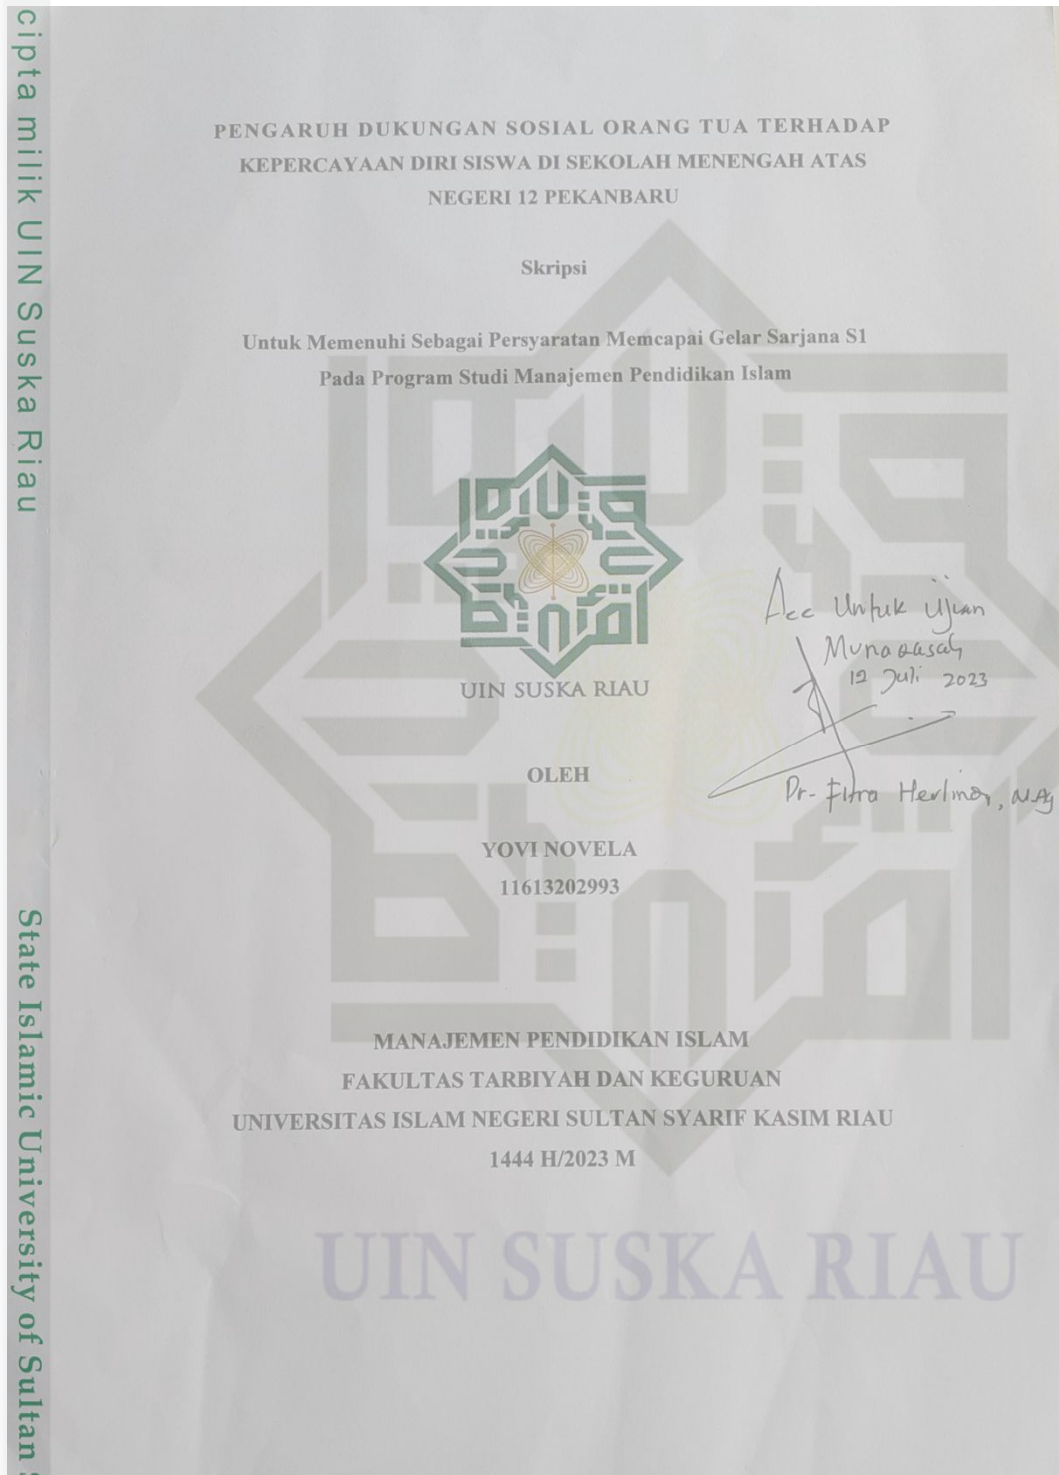 cipta milik UIN Suska Riau
State Islamic University of Sultan
PENGARUH DUKUNGAN SOSIAL ORANG TUA TERHADAP
KEPERCAYAAN DIRI SISWA DI SEKOLAH MENENGAH ATAS
NEGERI 12 PEKANBARU
Skripsi
Untuk Memenuhi Sebagai Persyaratan Memcapai Gelar Sarjana S1
Pada Program Studi Manajemen Pendidikan Islam
UIN SUSKA RIAU
Acc Untuk Ujian
Munaqasah
12 Juli 2023
Dr. Fitra Herlinda, M.Ag
OLEH
YOVI NOVELA
11613202993
MANAJEMEN PENDIDIKAN ISLAM
FAKULTAS TARBIYAH DAN KEGURUAN
UNIVERSITAS ISLAM NEGERI SULTAN SYARIF KASIM RIAU
1444 H/2023 M
UIN SUSKA RIAU